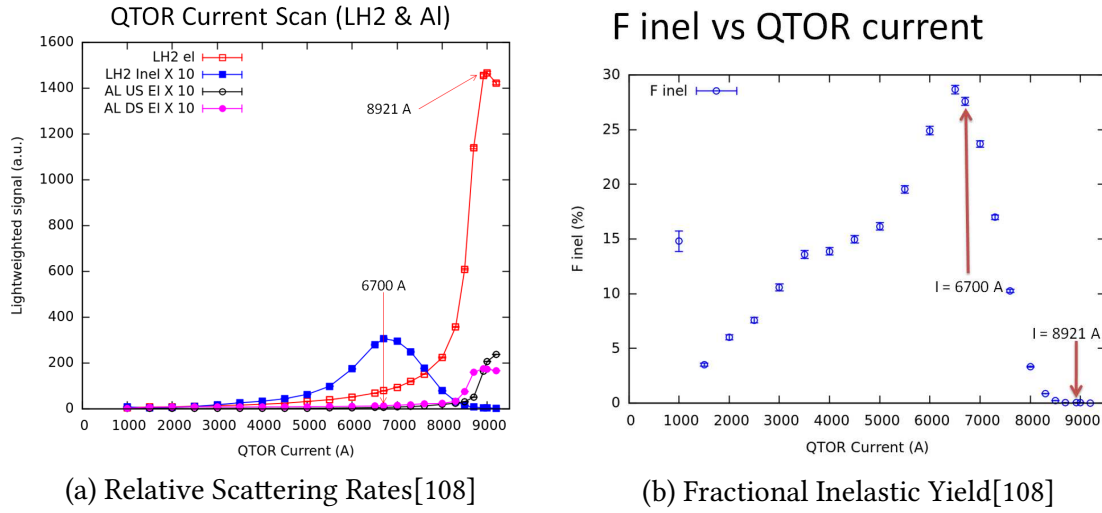 QTOR Current Scan (LH2 & Al)
1600
1400
1200
1000
800
600
400
200
0
Lightweighted signal (a.u.)
LH2 el
LH2 Inel X 10
AL US El X 10
AL DS El X 10
8921 A
6700 A
0 1000 2000 3000 4000 5000 6000 7000 8000 9000
QTOR Current (A)
(a) Relative Scattering Rates[108]
F inel vs QTOR current
30
25
20
15
10
5
0
F inel (%)
F inel
I = 6700 A
I = 8921 A
0 1000 2000 3000 4000 5000 6000 7000 8000 9000
QTOR Current (A)
(b) Fractional Inelastic Yield[108]